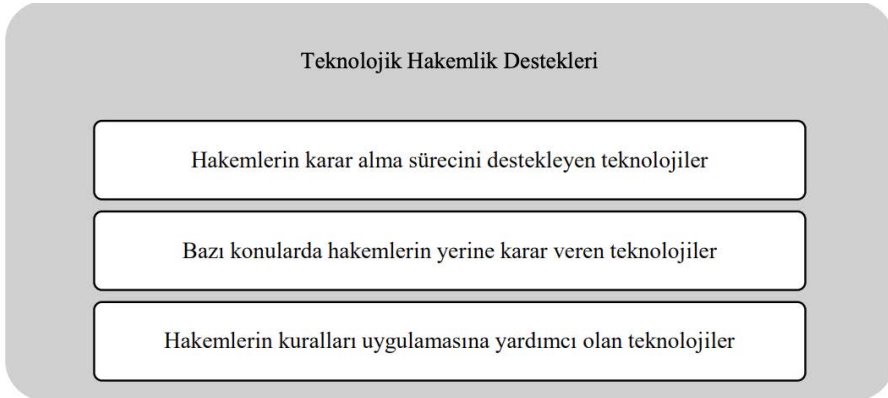 Teknolojik Hakemlik Destekleri
Hakemlerin karar alma sürecini destekleyen teknolojiler
Bazı konularda hakemlerin yerine karar veren teknolojiler
Hakemlerin kuralları uygulamasına yardımcı olan teknolojiler